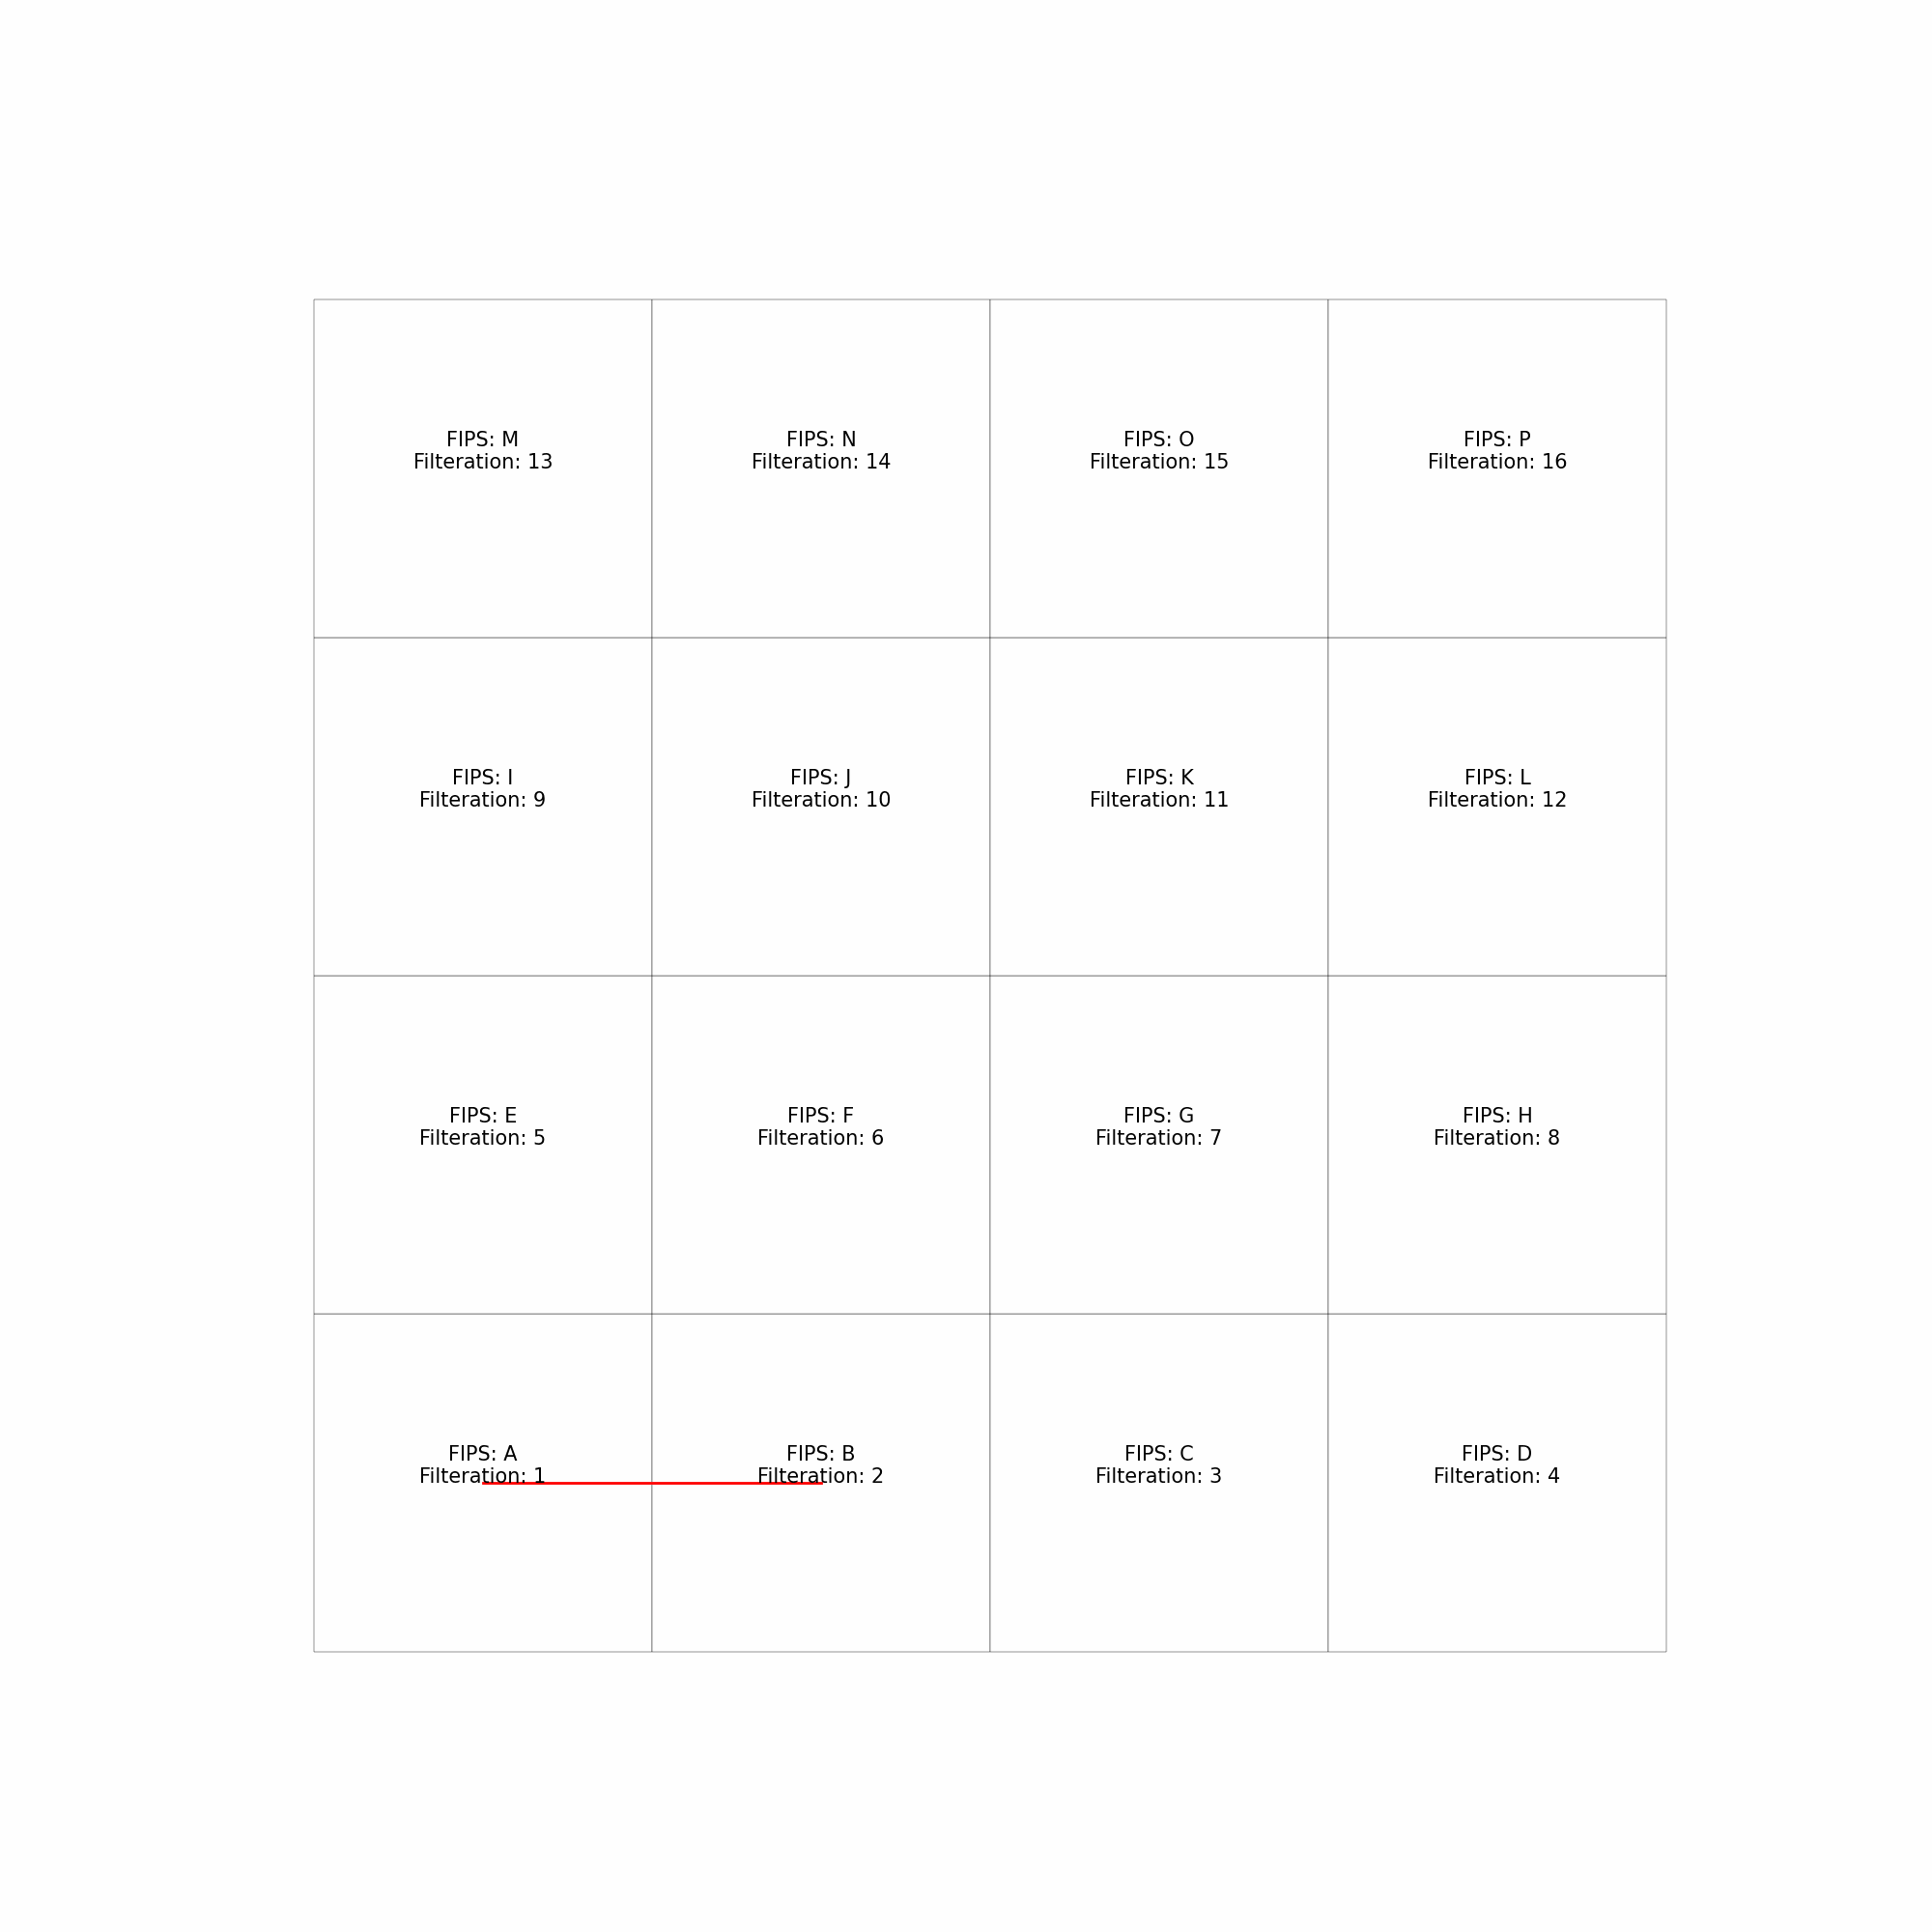 FIPS: M
Filteration: 13
FIPS: N
Filteration: 14
FIPS: O
Filteration: 15
FIPS: P
Filteration: 16
FIPS: I
Filteration: 9
FIPS: J
Filteration: 10
FIPS: K
Filteration: 11
FIPS: L
Filteration: 12
FIPS: E
Filteration: 5
FIPS: F
Filteration: 6
FIPS: G
Filteration: 7
FIPS: H
Filteration: 8
FIPS: A
Filteration: 1
FIPS: B
Filteration: 2
FIPS: C
Filteration: 3
FIPS: D
Filteration: 4